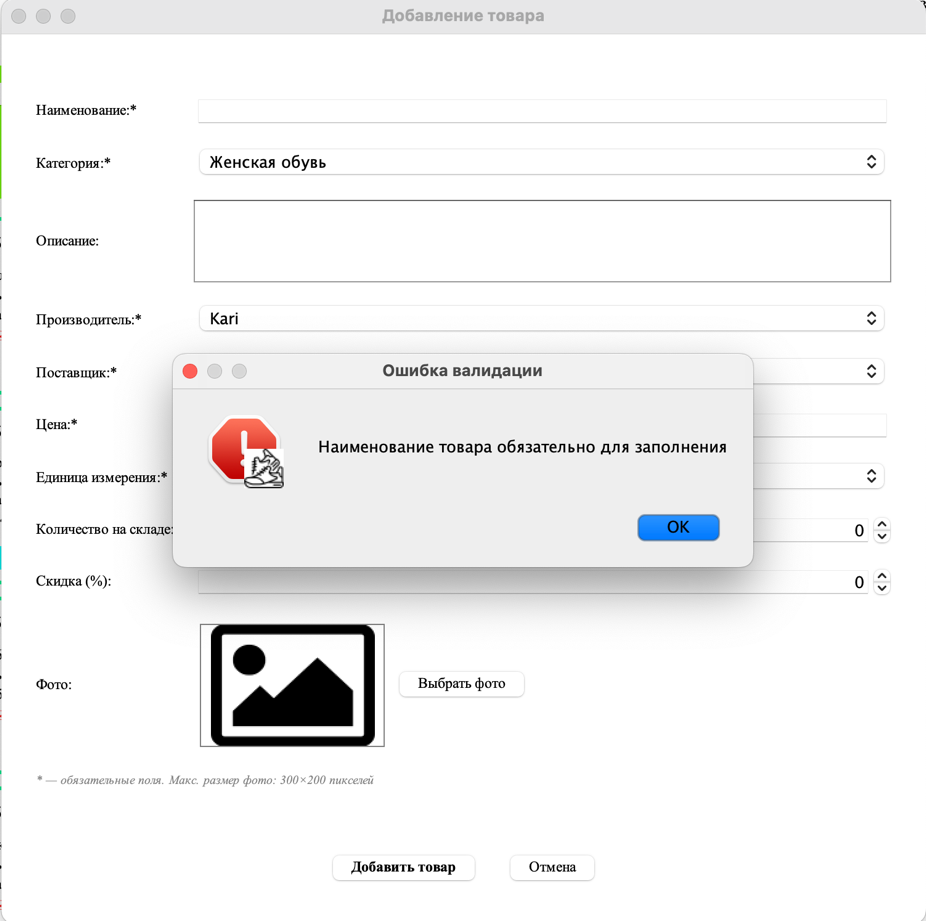 Добавление товара
Наименование:*
Категория:*
Женская обувь
Описание:
Производитель:*
Kari
Поставщик:*
Ошибка валидации
Цена:*
Наименование товара обязательно для заполнения
Единица измерения:*
OK
Количество на складе:
0
Скидка (%):
0
Фото:
Выбрать фото
* — обязательные поля. Макс. размер фото: 300×200 пикселей
Добавить товар
Отмена